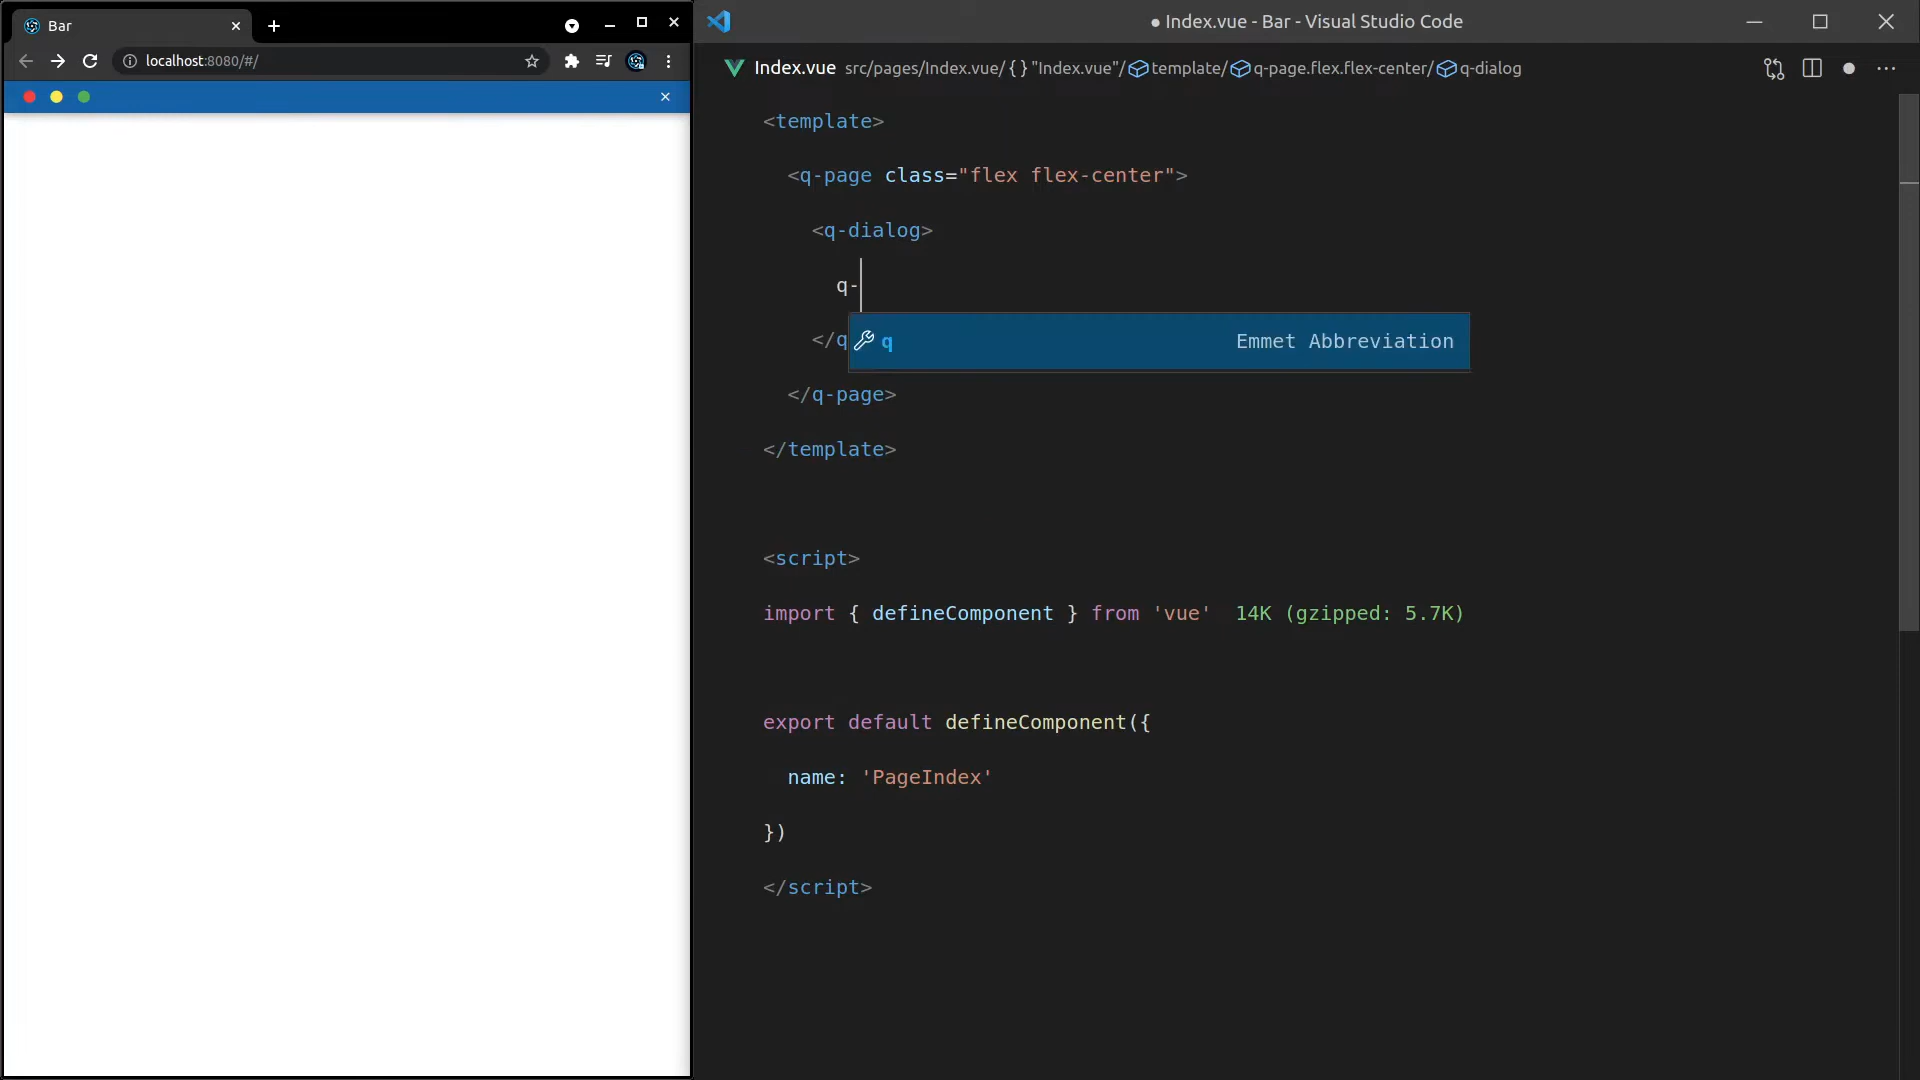 Bar
localhost:8080/#/
● Index.vue - Bar - Visual Studio Code
Index.vue src/pages/Index.vue/{}"Index.vue"/template/q-page.flex.flex-center/q-dialog
<template>
<q-page class="flex flex-center">
<q-dialog>
q-
</q
q Emmet Abbreviation
</q-page>
</template>
<script>
import { defineComponent } from 'vue' 14K (gzipped: 5.7K)
export default defineComponent({
name: 'PageIndex'
})
</script>